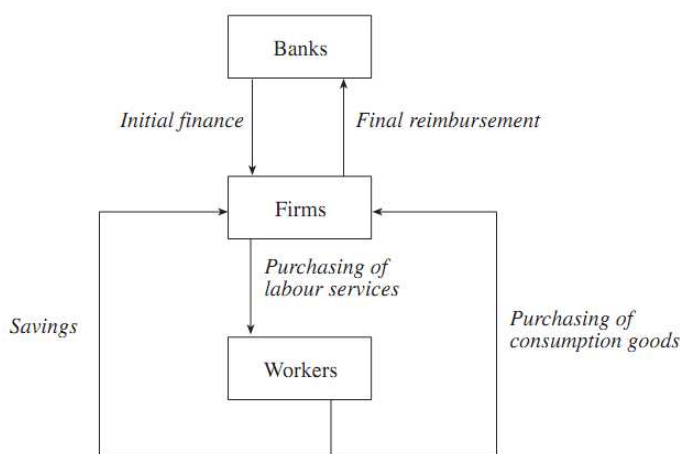 Banks
Initial finance
Final reimbursement
Firms
Purchasing of
labour services
Savings
Purchasing of
consumption goods
Workers